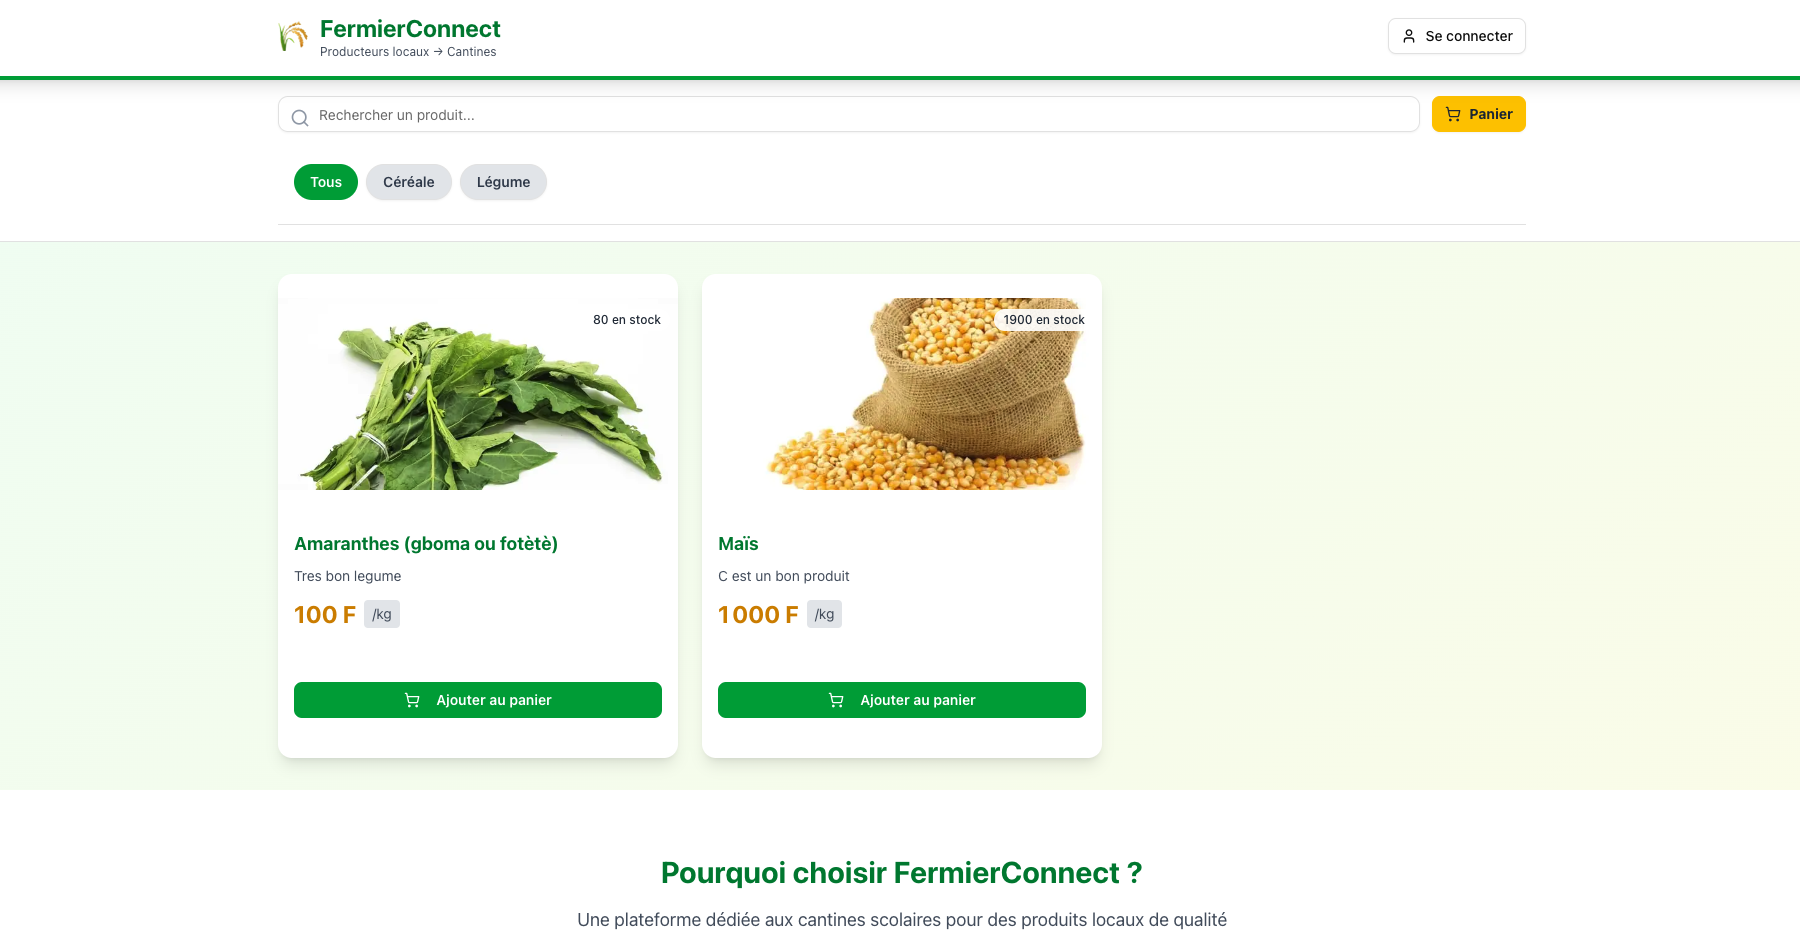 FermierConnect
Producteurs locaux → Cantines
Se connecter
Rechercher un produit...
Panier
Tous
Céréale
Légume
80 en stock
1900 en stock
Amaranthes (gboma ou fotètè)
Tres bon legume
100 F /kg
Ajouter au panier
Maïs
C est un bon produit
1 000 F /kg
Ajouter au panier
Pourquoi choisir FermierConnect ?
Une plateforme dédiée aux cantines scolaires pour des produits locaux de qualité